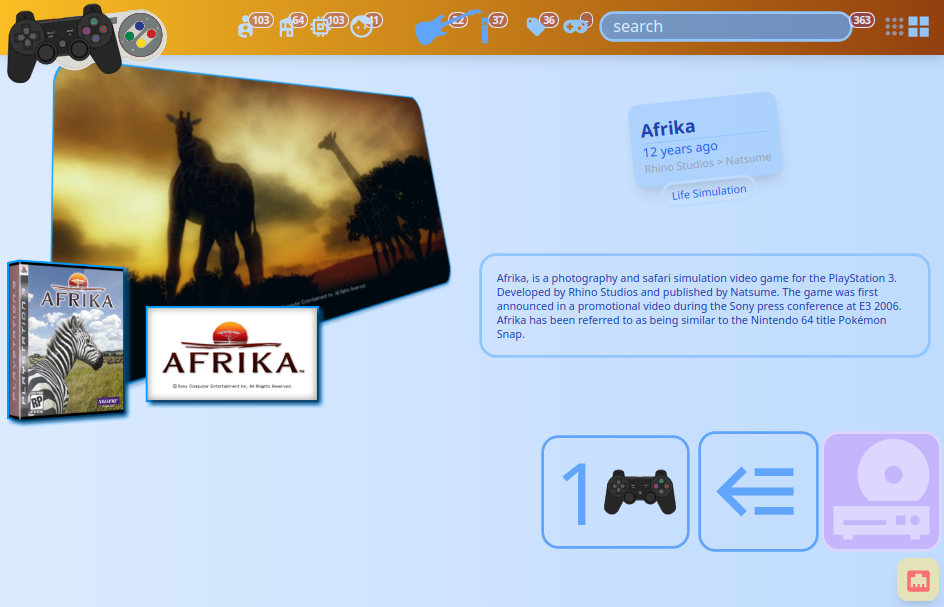 103
64
103
41
22
37
36
search
363
Afrika
12 years ago
Rhino Studios > Natsume
Life Simulation
Afrika, is a photography and safari simulation video game for the PlayStation 3.
Developed by Rhino Studios and published by Natsume. The game was first
announced in a promotional video during the Sony press conference at E3 2006.
Afrika has been referred to as being similar to the Nintendo 64 title Pokémon
Snap.
PLAYSTATION 3
AFRIKA
RP
AFRIKA™
©Sony Computer Entertainment Inc. All Rights Reserved.
1